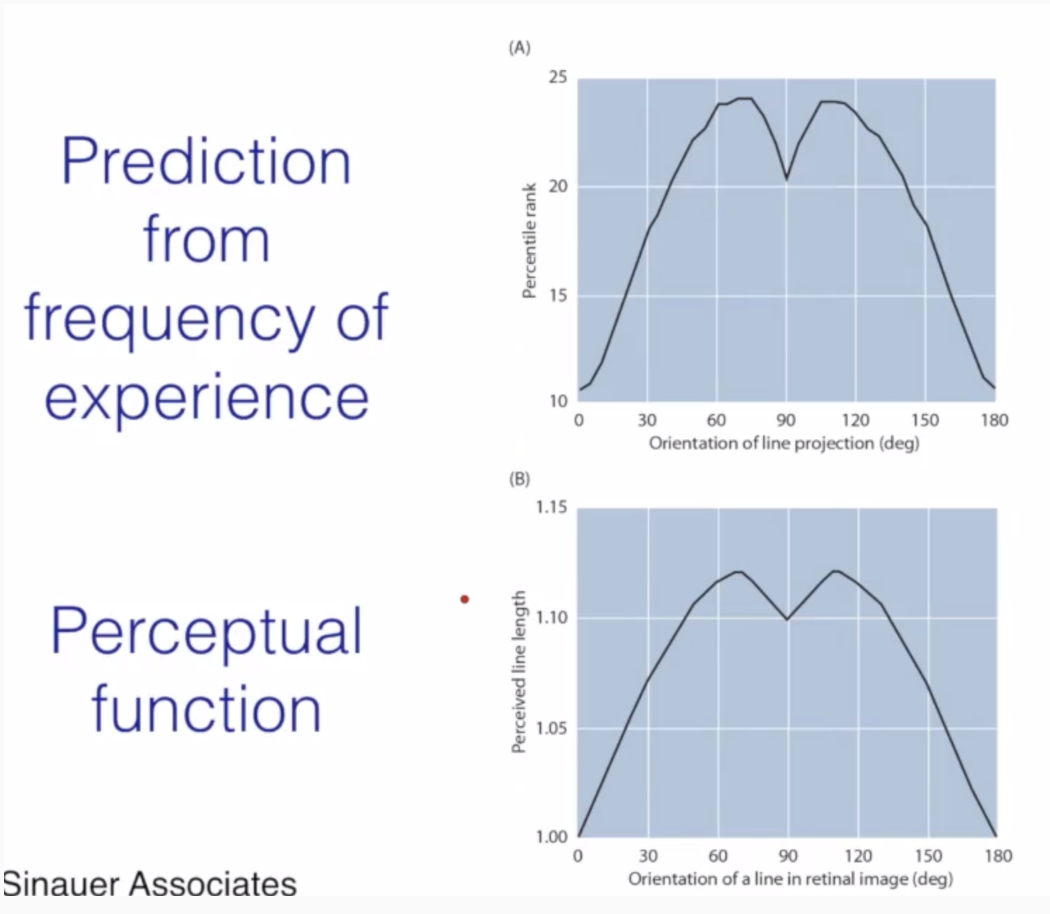 Prediction
from
frequency of
experience
(A)
25
20
15
10
Percentile rank
0 30 60 90 120 150 180
Orientation of line projection (deg)
Perceptual
function
(B)
1.15
1.10
1.05
1.00
Perceived line length
0 30 60 90 120 150 180
Orientation of a line in retinal image (deg)
Sinauer Associates